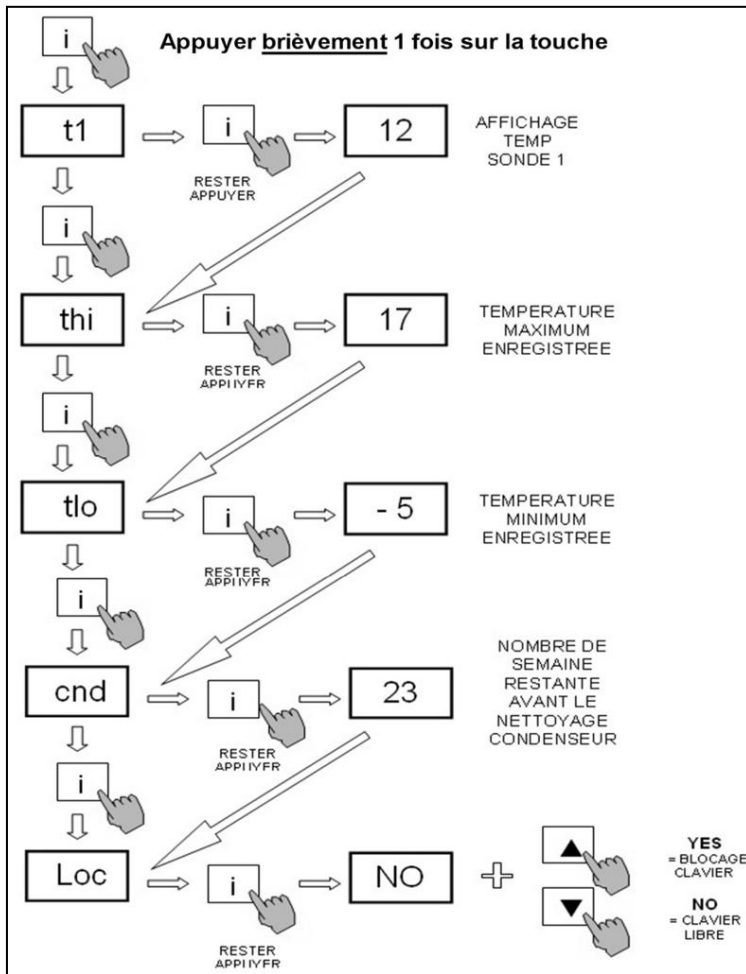 i
Appuyer brièvement 1 fois sur la touche
t1
i
12
AFFICHAGE
TEMP
SONDE 1
RESTER
APPUYER
i
thi
i
17
TEMPERATURE
MAXIMUM
ENREGISTREE
RESTER
APPUYER
i
tlo
i
- 5
TEMPERATURE
MINIMUM
ENREGISTREE
RESTER
APPUYER
i
cnd
i
23
NOMBRE DE
SEMAINE
RESTANTE
AVANT LE
NETTOYAGE
CONDENSEUR
RESTER
APPUYER
i
Loc
i
NO
YES
= BLOCAGE
CLAVIER
NO
= CLAVIER
LIBRE
RESTER
APPUYER